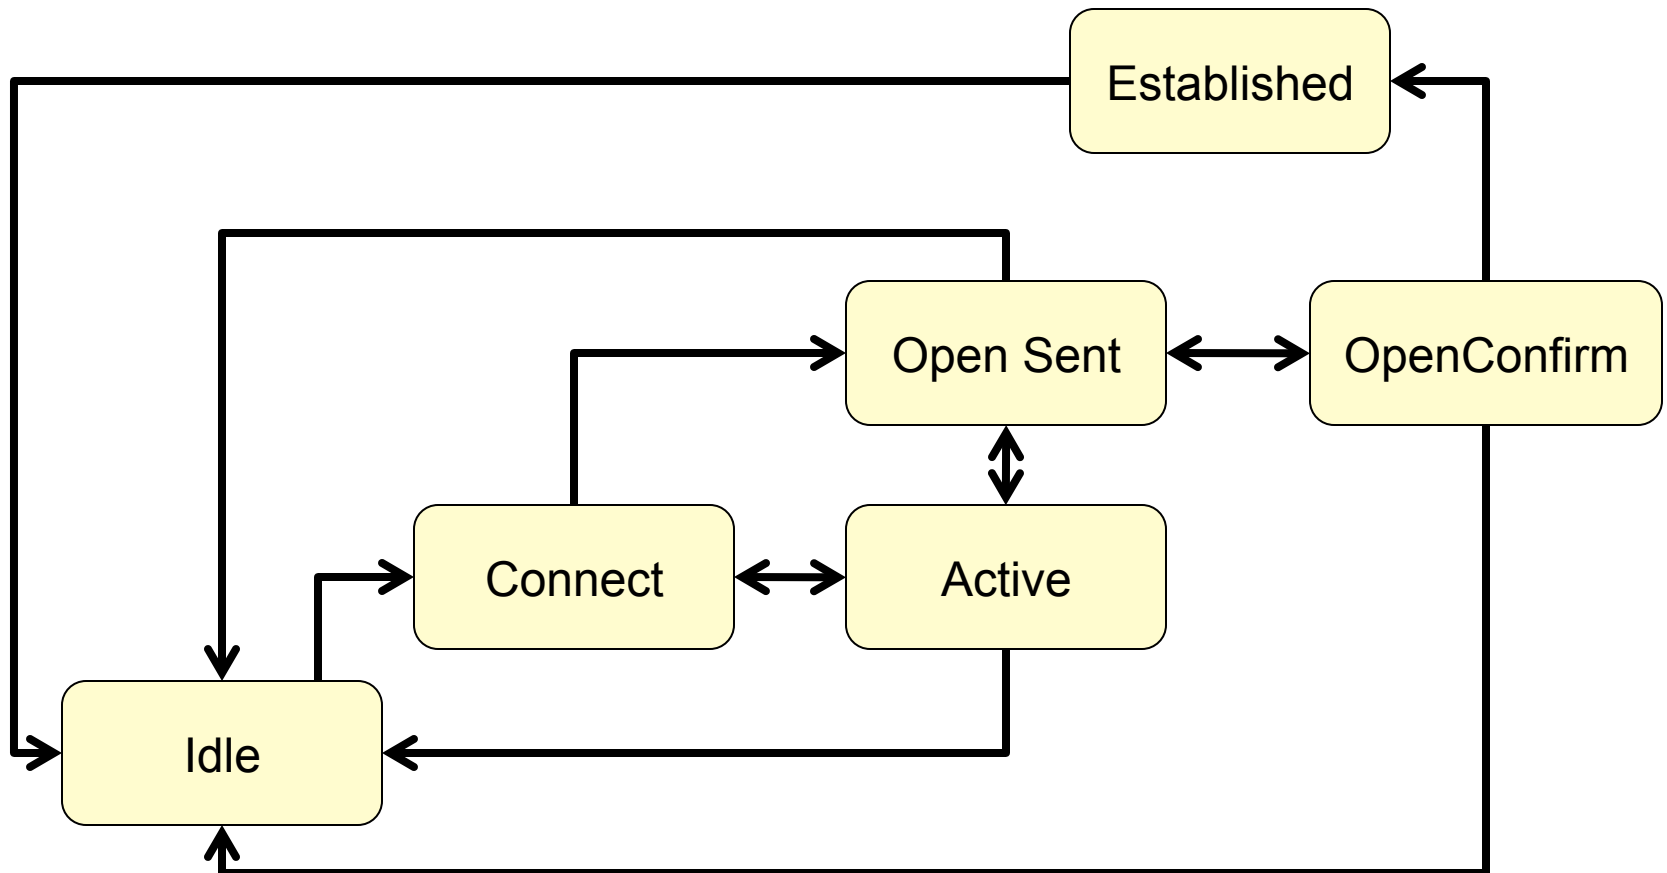 Established
Open Sent
OpenConfirm
Connect
Active
Idle